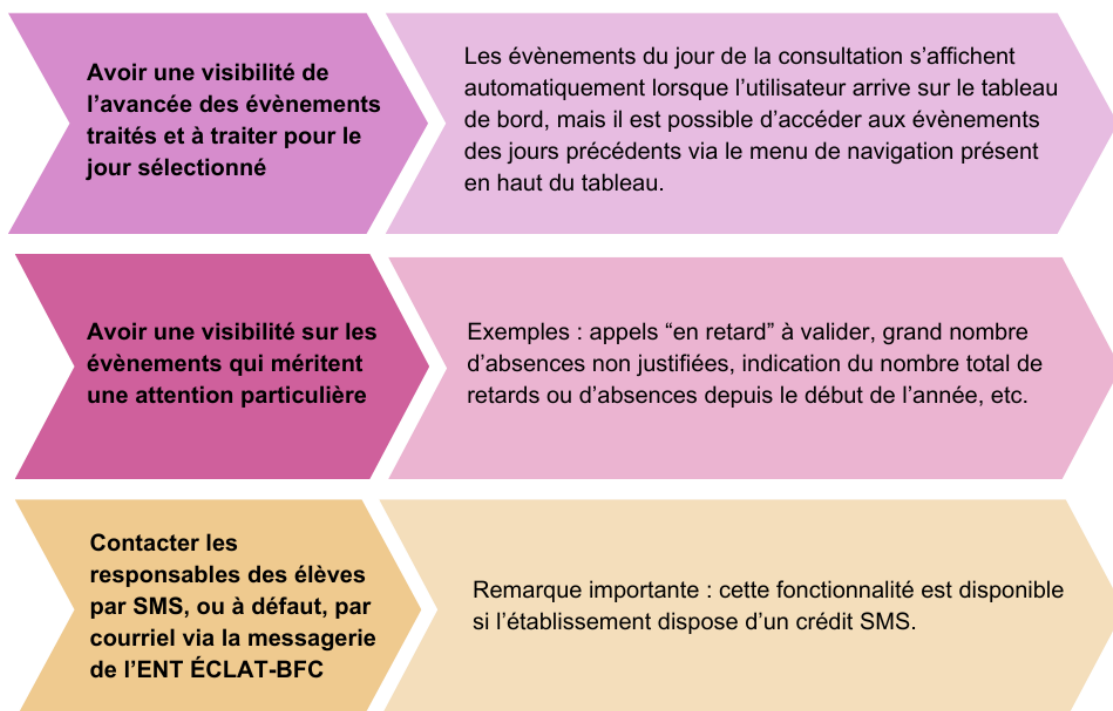 Avoir une visibilité de
l’avancée des évènements
traités et à traiter pour le
jour sélectionné
Les évènements du jour de la consultation s’affichent
automatiquement lorsque l’utilisateur arrive sur le tableau
de bord, mais il est possible d’accéder aux évènements
des jours précédents via le menu de navigation présent
en haut du tableau.
Avoir une visibilité sur les
évènements qui méritent
une attention particulière
Exemples : appels “en retard” à valider, grand nombre
d’absences non justifiées, indication du nombre total de
retards ou d’absences depuis le début de l’année, etc.
Contacter les
responsables des élèves
par SMS, ou à défaut, par
courriel via la messagerie
de l’ENT ÉCLAT-BFC
Remarque importante : cette fonctionnalité est disponible
si l’établissement dispose d’un crédit SMS.